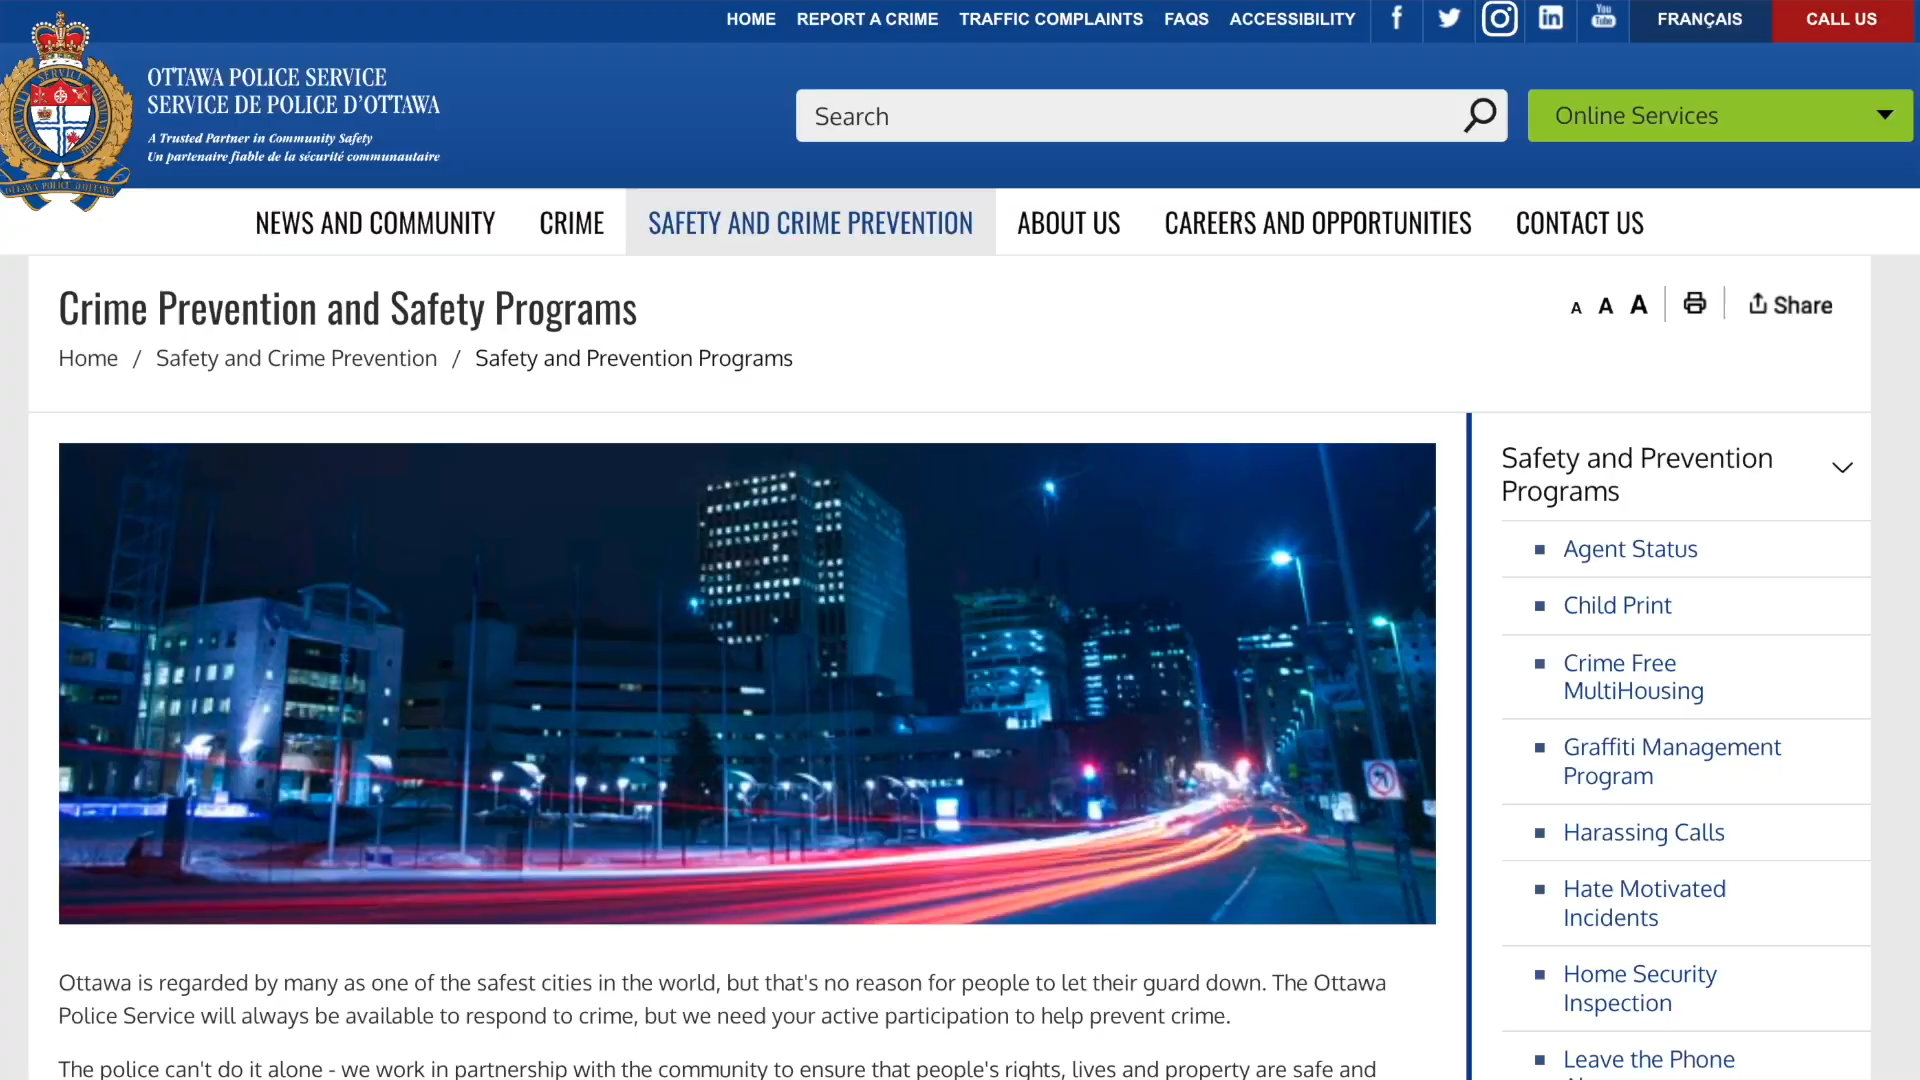 HOME REPORT A CRIME TRAFFIC COMPLAINTS FAQS ACCESSIBILITY FRANÇAIS CALL US
OTTAWA POLICE SERVICE
SERVICE DE POLICE D'OTTAWA
A Trusted Partner in Community Safety
Un partenaire fiable de la sécurité communautaire
Search
Online Services
NEWS AND COMMUNITY CRIME SAFETY AND CRIME PREVENTION ABOUT US CAREERS AND OPPORTUNITIES CONTACT US
Crime Prevention and Safety Programs
A A A Share
Home / Safety and Crime Prevention / Safety and Prevention Programs
Ottawa is regarded by many as one of the safest cities in the world, but that's no reason for people to let their guard down. The Ottawa
Police Service will always be available to respond to crime, but we need your active participation to help prevent crime.
The police can't do it alone - we work in partnership with the community to ensure that people's rights, lives and property are safe and
Safety and Prevention
Programs
Agent Status
Child Print
Crime Free
MultiHousing
Graffiti Management
Program
Harassing Calls
Hate Motivated
Incidents
Home Security
Inspection
Leave the Phone